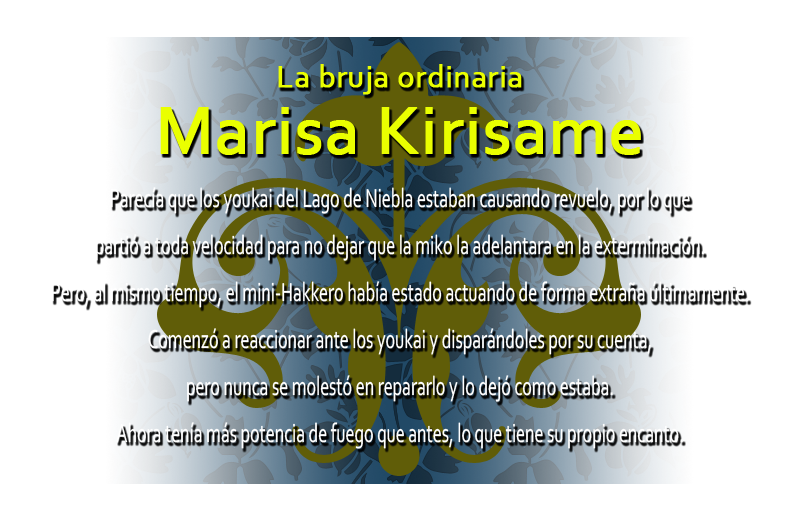 La bruja ordinaria
Marisa Kirisame
Parecía que los youkai del Lago de Niebla estaban causando revuelo, por lo que
partió a toda velocidad para no dejar que la miko la adelantara en la exterminación.
Pero, al mismo tiempo, el mini-Hakkero había estado actuando de forma extraña últimamente.
Comenzó a reaccionar ante los youkai y disparándoles por su cuenta,
pero nunca se molestó en repararlo y lo dejó como estaba.
Ahora tenía más potencia de fuego que antes, lo que tiene su propio encanto.